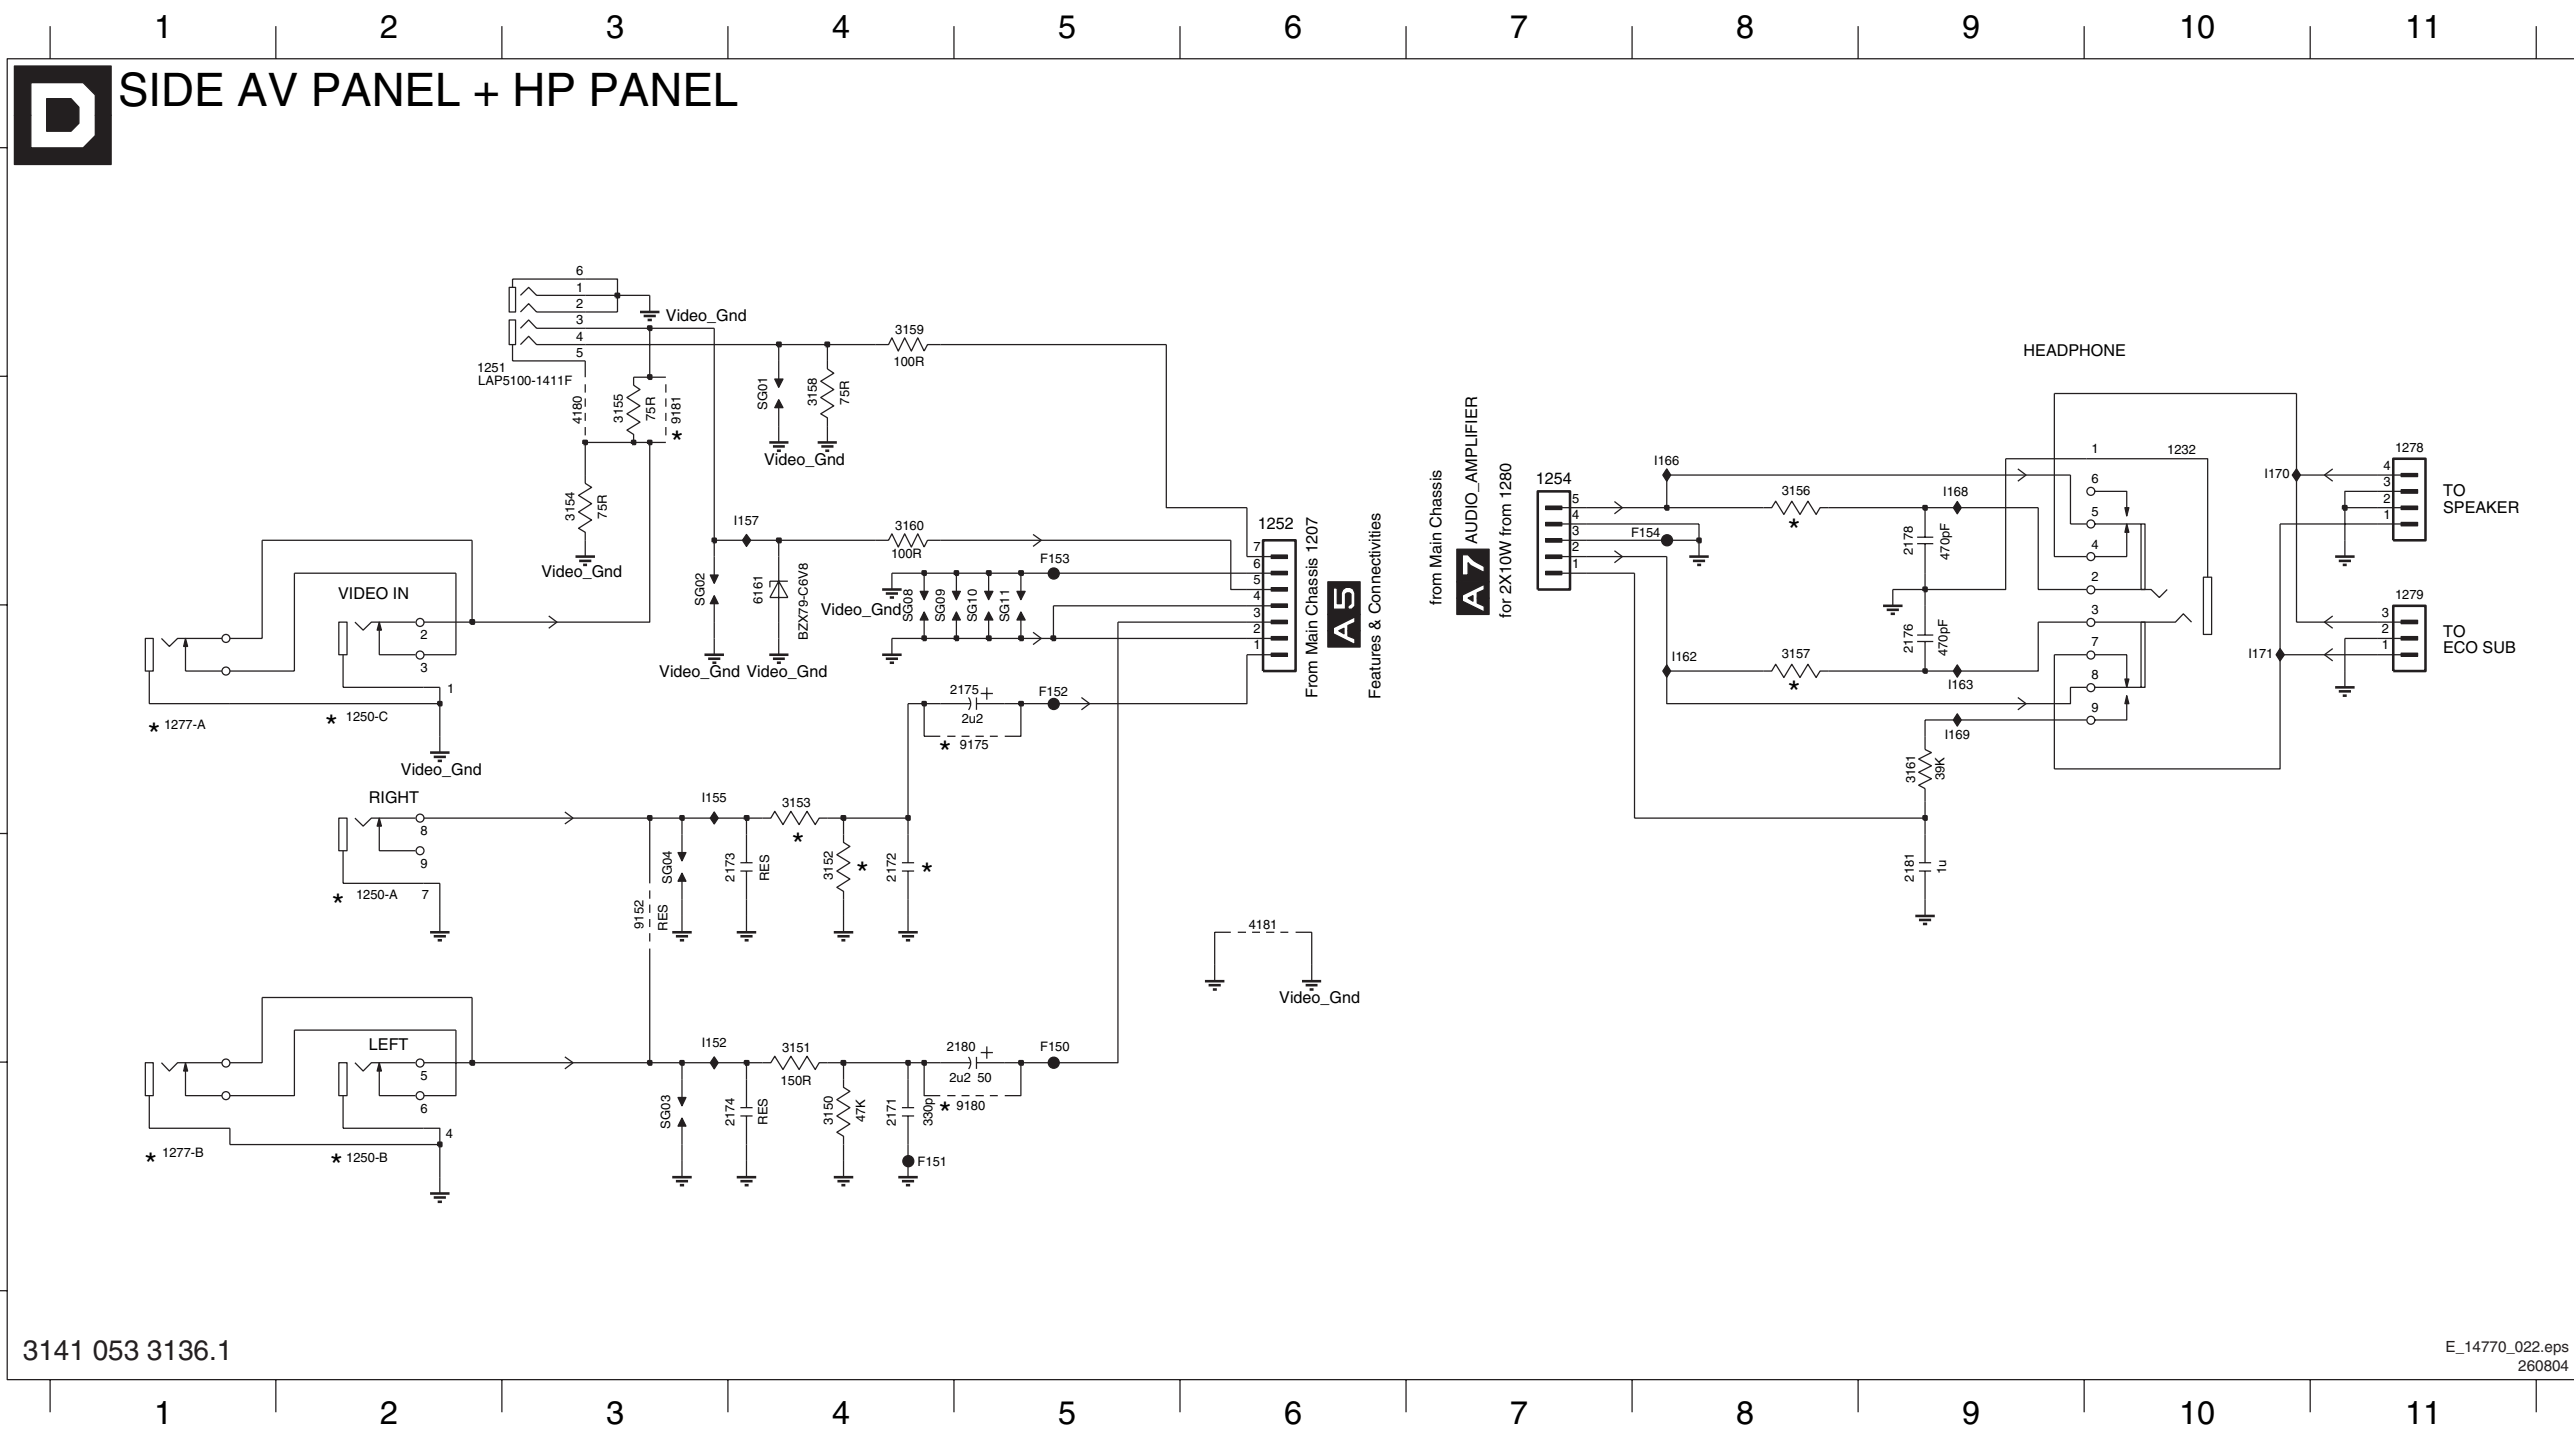 1 2 3 4 5 6 7 8 9 10 11
D SIDE AV PANEL + HP PANEL
6
1
2
3
4
5
Video_Gnd
1251
LAP5100-1411F
4180
3155
75R
9181
*
3154
75R
Video_Gnd
SG01
3158
75R
Video_Gnd
3159
100R
I157
3160
100R
SG02
6161
BZX79-C6V8
Video_Gnd
Video_Gnd
Video_Gnd
SG08
SG09
SG10
SG11
F153
1252
7
6
5
4
3
2
1
From Main Chassis 1207
A5
Features & Connectivities
VIDEO IN
2
3
1
* 1277-A
* 1250-C
Video_Gnd
2175
+
2u2
F152
* 9175
RIGHT
8
9
7
* 1250-A
I155
3153
*
SG04
9152
RES
2173
RES
3152
*
2172
*
4181
Video_Gnd
LEFT
5
6
4
* 1277-B
* 1250-B
I152
3151
150R
SG03
2174
RES
3150
47K
2171
330p
F151
2180
+
2u2 50
F150
* 9180
from Main Chassis
A7 AUDIO_AMPLIFIER
for 2X10W from 1280
1254
5
4
3
2
1
I166
F154
I162
3156
*
3157
*
I168
2178
470pF
2176
470pF
I163
I169
3161
39K
2181
1u
HEADPHONE
1
1232
6
5
4
2
3
7
8
9
I170
I171
1278
4
3
2
1
TO
SPEAKER
1279
3
2
1
TO
ECO SUB
3141 053 3136.1
E_14770_022.eps
260804
1 2 3 4 5 6 7 8 9 10 11